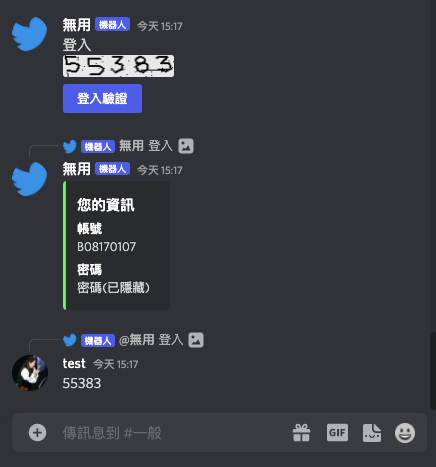 無用 機器人 今天 15:17
登入
55383
登入驗證
機器人 無用 登入
無用 機器人 今天 15:17
您的資訊
帳號
B08170107
密碼
密碼(已隱藏)
機器人 @無用 登入
test 今天 15:17
55383
傳訊息到 #一般
GIF